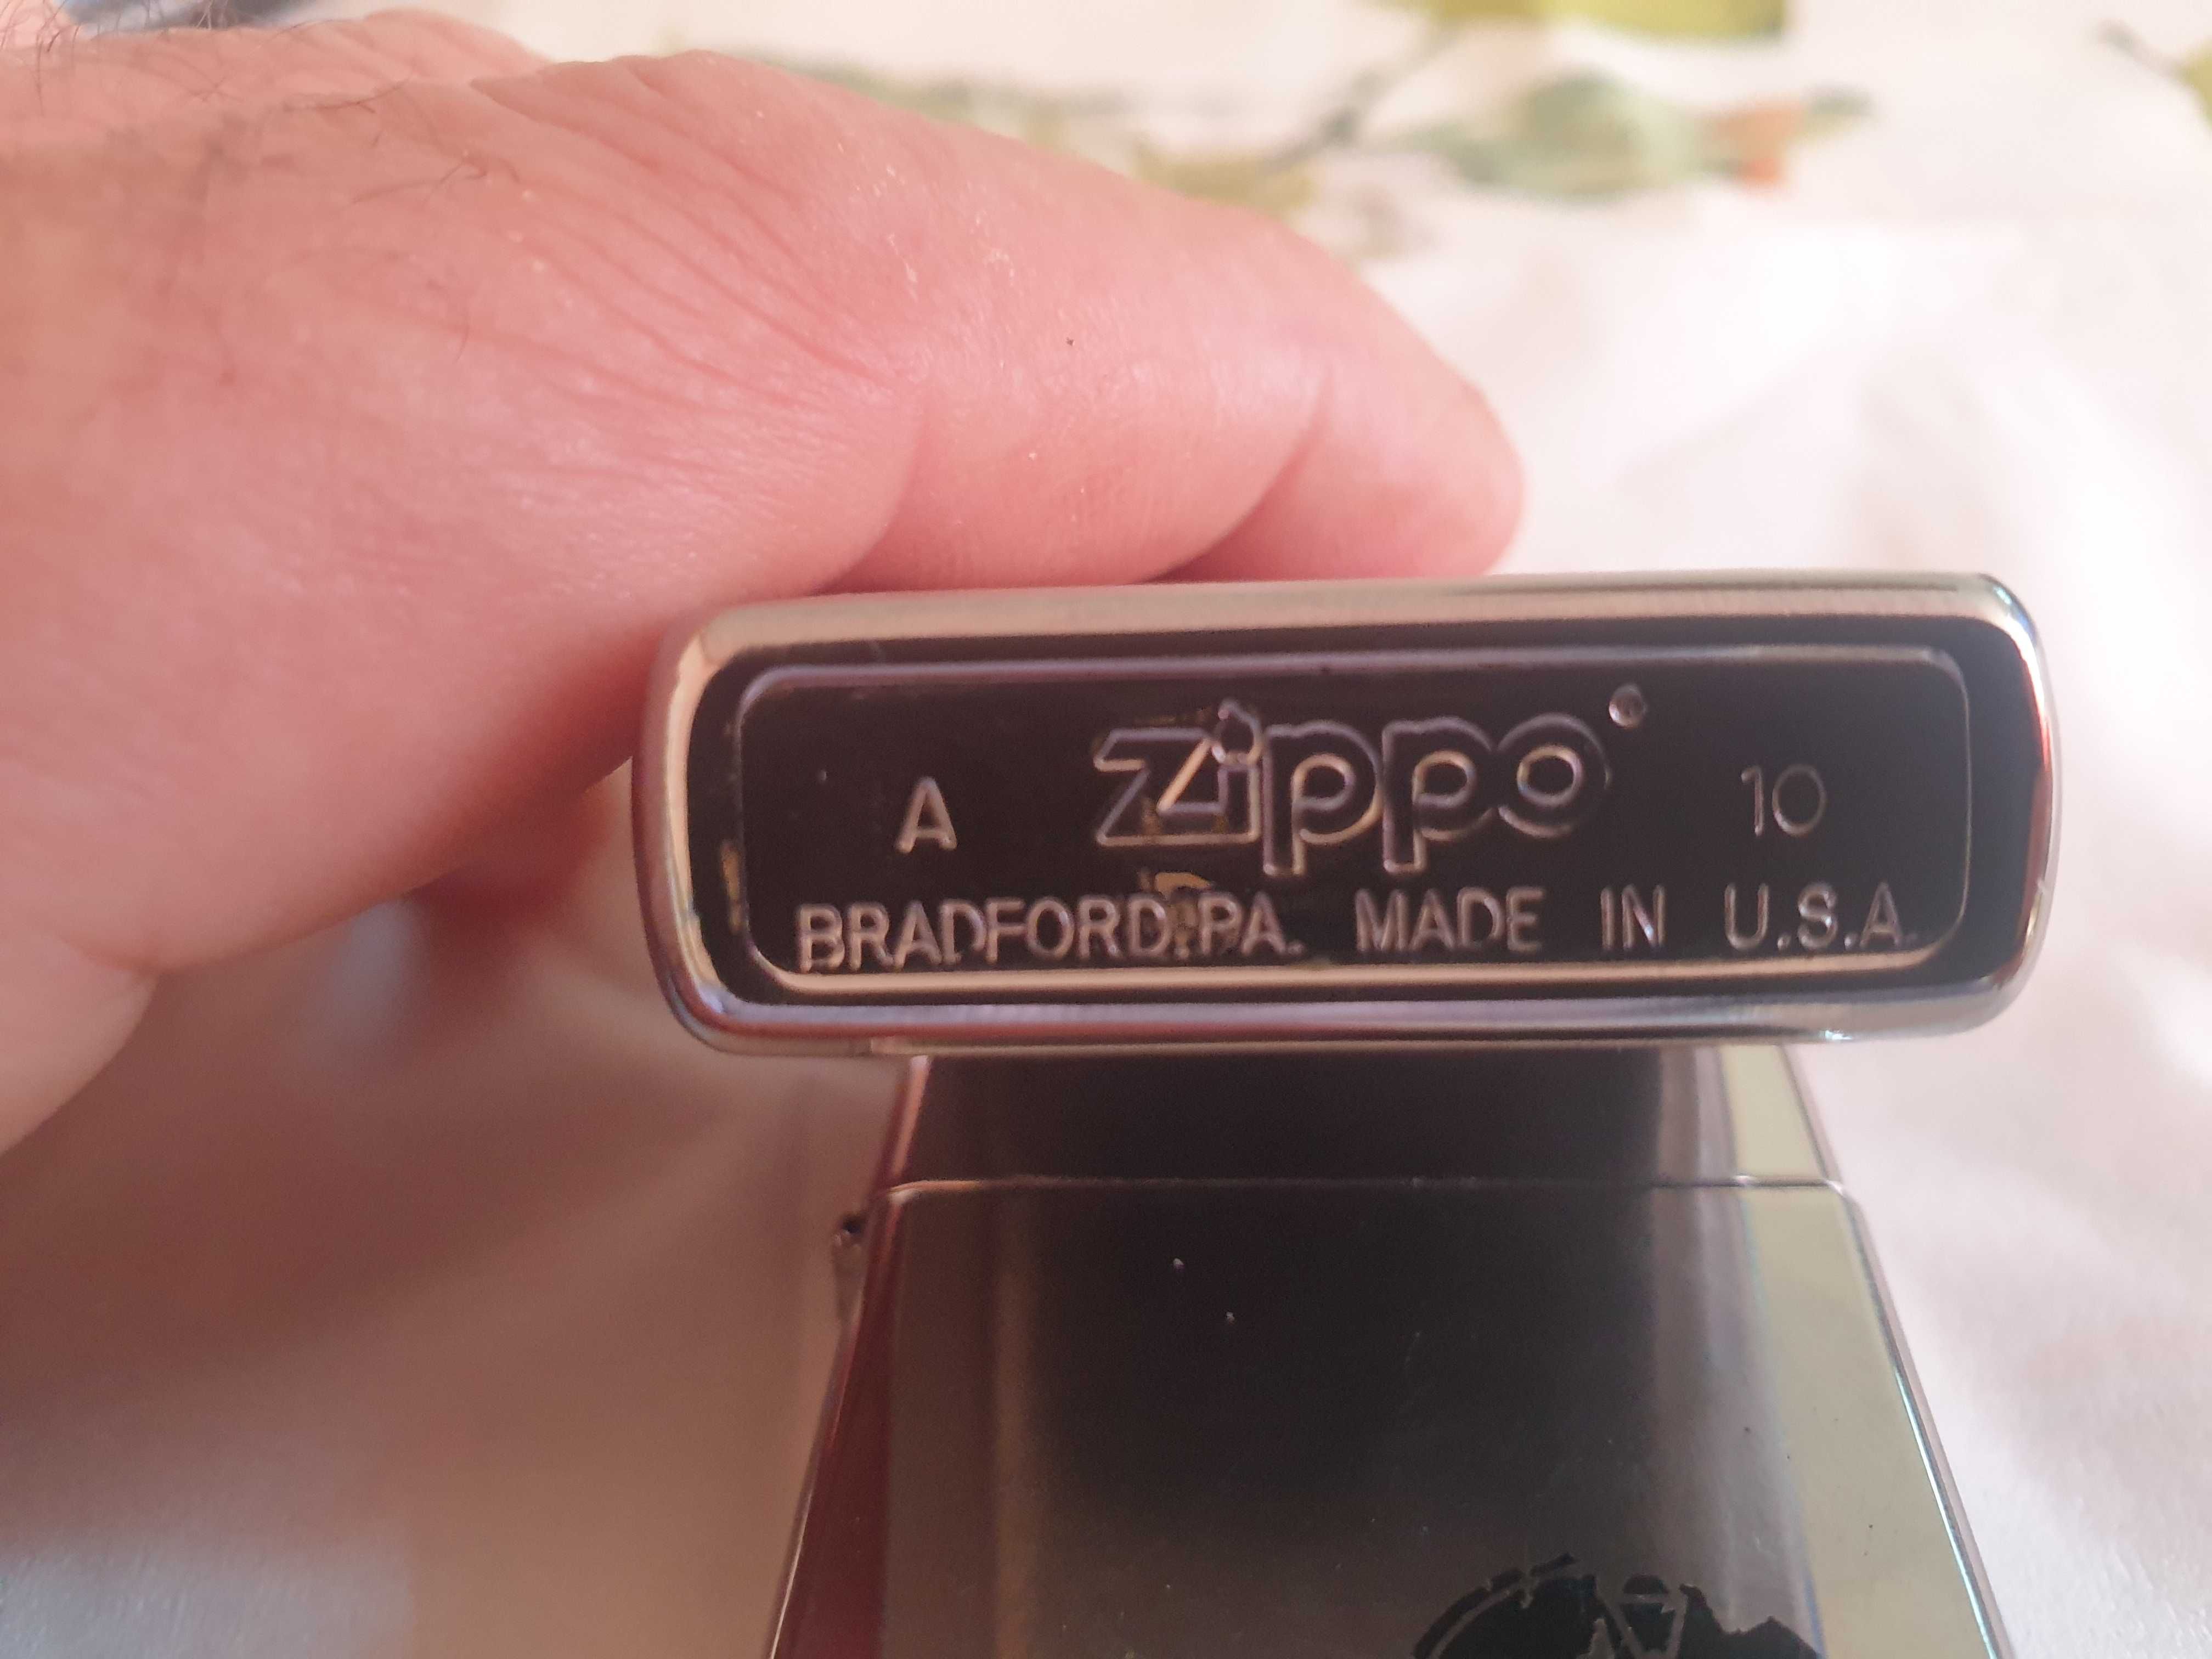 A zippo® 10
BRADFORD,PA. MADE IN U.S.A.